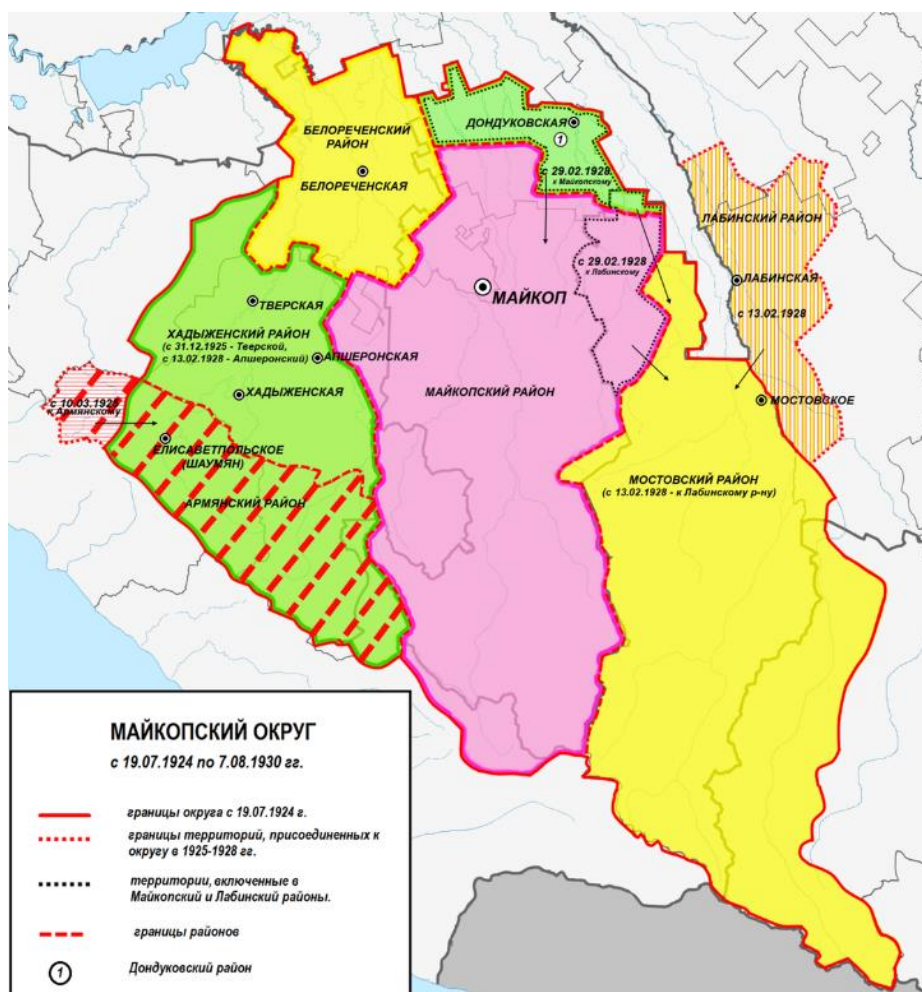 БЕЛОРЕЧЕНСКИЙ
РАЙОН
БЕЛОРЕЧЕНСКАЯ
ДОНДУКОВСКАЯ
1
с 29.02.1928
к Майкопскому
ЛАБИНСКИЙ РАЙОН
ЛАБИНСКАЯ
с 13.02.1928
с 29.02.1928
к Лабинскому
МАЙКОП
ТВЕРСКАЯ
ХАДЫЖЕНСКИЙ РАЙОН
(с 31.12.1925 - Тверской,
с 13.02.1928 - Апшеронский)
АПШЕРОНСКАЯ
ХАДЫЖЕНСКАЯ
МАЙКОПСКИЙ РАЙОН
МОСТОВСКОЕ
с 10.03.1928
к Армянскому
ЕЛИСАВЕТПОЛЬСКОЕ
(ШАУМЯН)
АРМЯНСКИЙ РАЙОН
МОСТОВСКИЙ РАЙОН
(с 13.02.1928 - к Лабинскому р-ну)
МАЙКОПСКИЙ ОКРУГ
с 19.07.1924 по 7.08.1930 гг.
границы округа с 19.07.1924 г.
границы территорий, присоединенных к
округу в 1925-1928 гг.
территории, включенные в
Майкопский и Лабинский районы.
границы районов
1
Дондуковский район